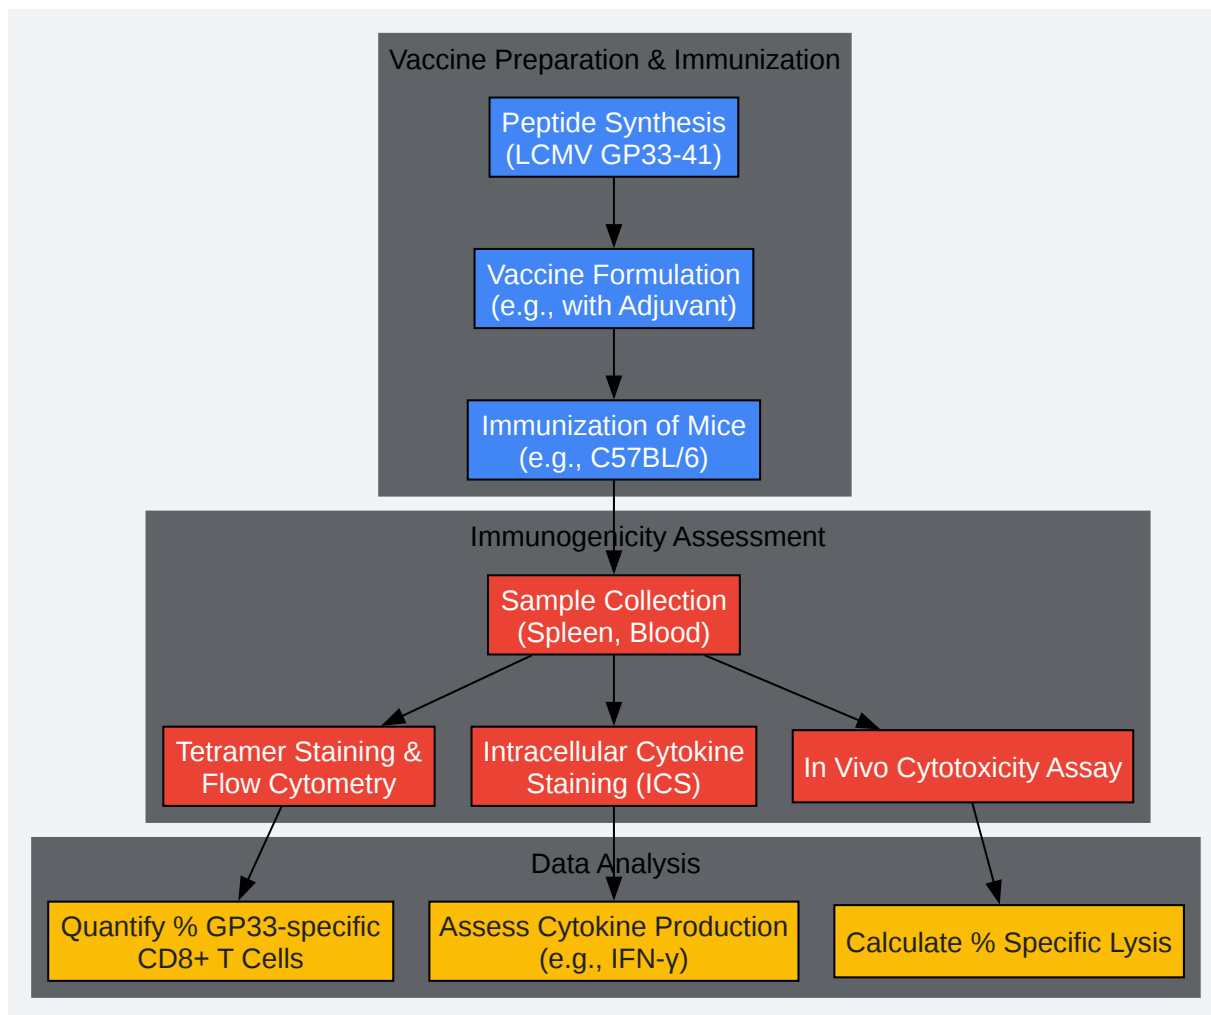 Vaccine Preparation & Immunization
Peptide Synthesis
(LCMV GP33-41)
Vaccine Formulation
(e.g., with Adjuvant)
Immunization of Mice
(e.g., C57BL/6)
Immunogenicity Assessment
Sample Collection
(Spleen, Blood)
Tetramer Staining &
Flow Cytometry
Intracellular Cytokine
Staining (ICS)
In Vivo Cytotoxicity Assay
Data Analysis
Quantify % GP33-specific
CD8+ T Cells
Assess Cytokine Production
(e.g., IFN-γ)
Calculate % Specific Lysis